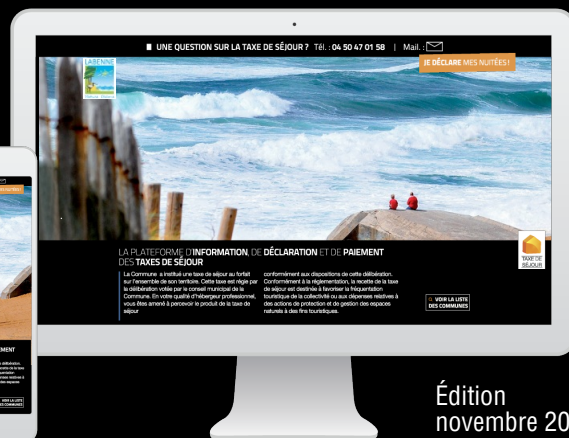 UNE QUESTION SUR LA TAXE DE SÉJOUR ? Tél. : 04 50 47 01 58 | Mail. :
LABENNE
JE DÉCLARE MES NUITÉES !
LA PLATEFORME D'INFORMATION, DE DÉCLARATION ET DE PAIEMENT
DES TAXES DE SÉJOUR
La Commune a institué une taxe de séjour au forfait
sur l'ensemble de son territoire. Cette taxe est régie par
la délibération votée par le conseil municipal de la
Commune. En votre qualité d'hébergeur professionnel,
vous êtes amené à percevoir le produit de la taxe de
séjour
conformément aux dispositions de cette délibération.
Conformément à la réglementation, la recette de la taxe
de séjour est destinée à favoriser la fréquentation
touristique de la collectivité ou aux dépenses relatives à
des actions de protection et de gestion des espaces
naturels à des fins touristiques.
TAXE DE
SÉJOUR
VOIR LA LISTE
DES COMMUNES
EMENT
VOIR LA LISTE
DES COMMUNES
Édition
novembre 20